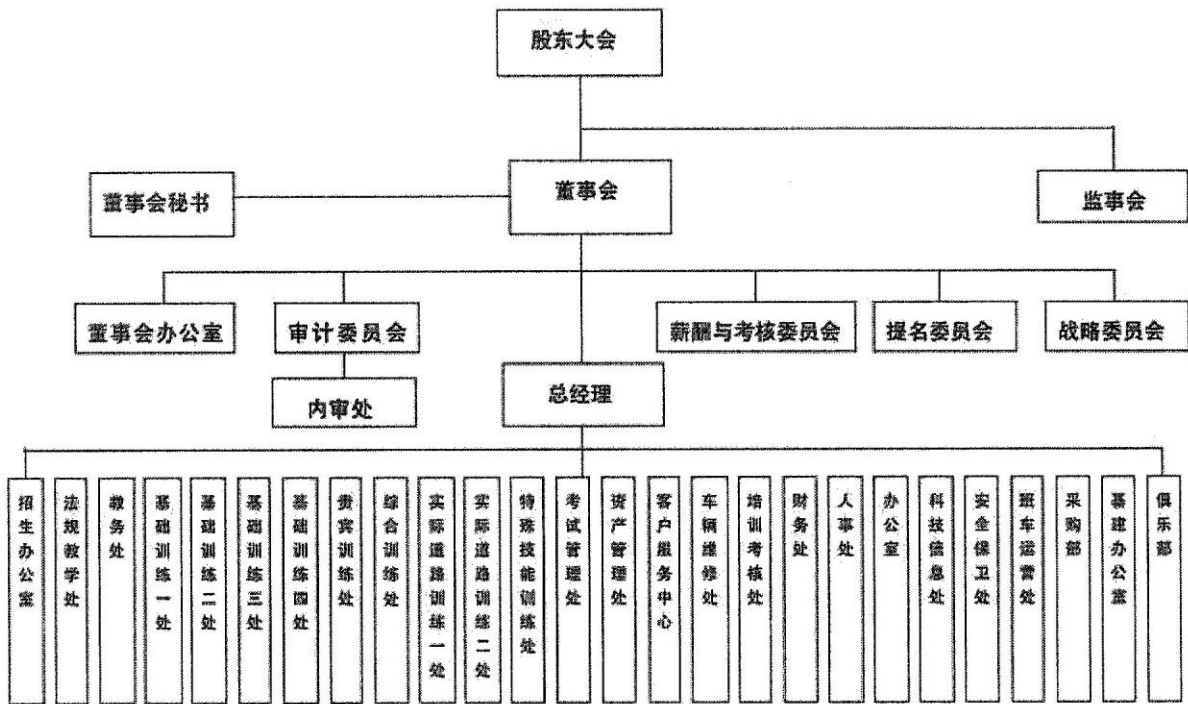 股东大会
董事会秘书
董事会
监事会
董事会办公室
审计委员会
薪酬与考核委员会
提名委员会
战略委员会
内审处
总经理
招生办公室
法规教学处
教务处
基础训练一处
基础训练二处
基础训练三处
基础训练四处
贵宾训练处
综合训练处
实际道路训练一处
实际道路训练二处
特殊技能训练处
考试管理处
资产管理处
客户服务中心
车辆维修处
培训考核处
财务处
人事处
办公室
科技信息处
安全保卫处
班车运营处
采购部
基建办公室
俱乐部